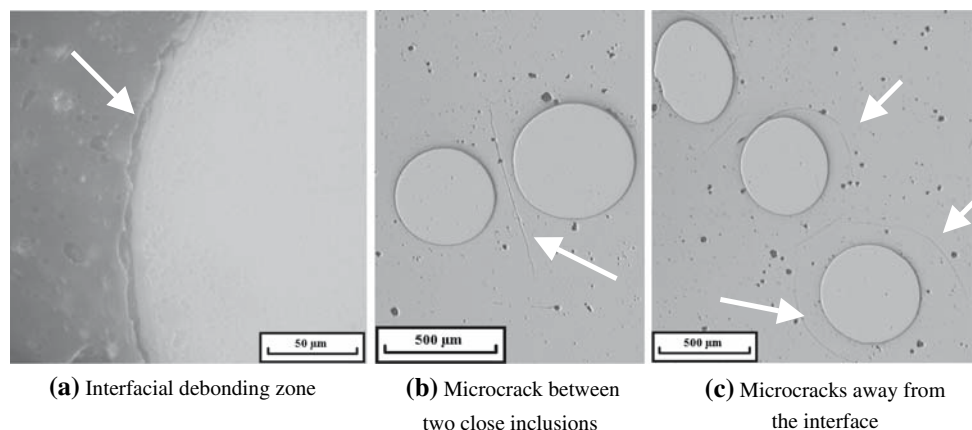 50 μm
500 μm
500 μm
(a) Interfacial debonding zone
(b) Microcrack between
two close inclusions
(c) Microcracks away from
the interface